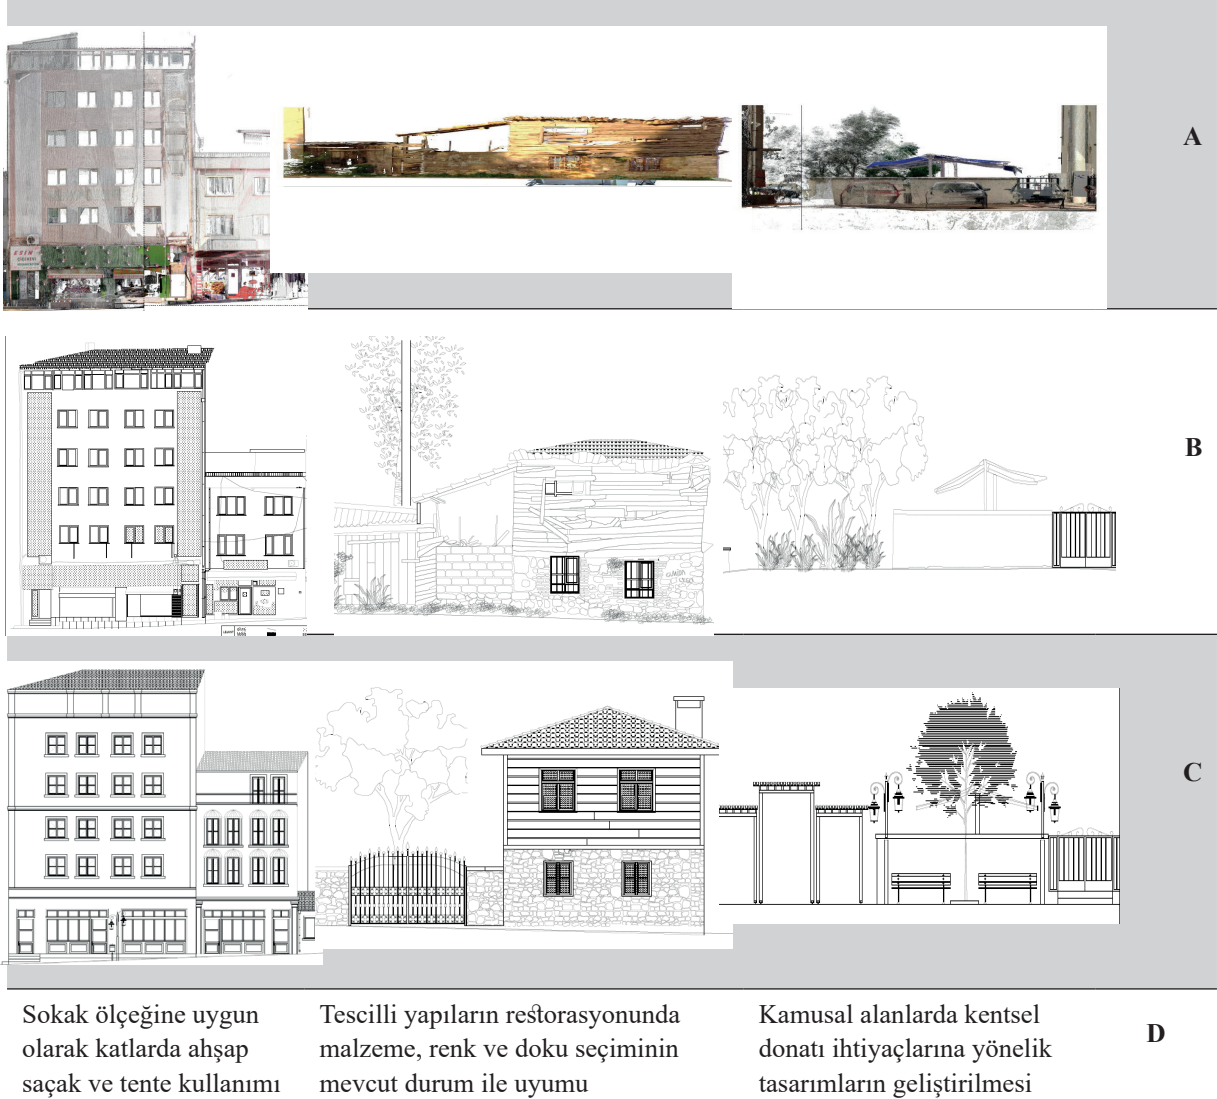 A
EZİN
B
C
Sokak ölçeğine uygun
olarak katlarda ahşap
saçak ve tente kullanımı
Tescilli yapıların restorasyonunda
malzeme, renk ve doku seçiminin
mevcut durum ile uyumu
Kamusal alanlarda kentsel
donatı ihtiyaçlarına yönelik
tasarımların geliştirilmesi
D